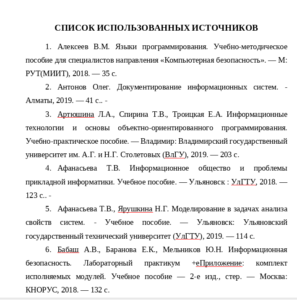 СПИСОК ИСПОЛЬЗОВАННЫХ ИСТОЧНИКОВ
1. Алексеев В.М. Языки программирования. Учебно-методическое
пособие для специалистов направления «Компьютерная безопасность». — М:
РУТ(МИИТ), 2018. — 35 с.
2. Антонов Олег. Документирование информационных систем. -
Алматы, 2019. — 41 c.. -
3. Артюшина Л.А., Спирина Т.В., Троицкая Е.А. Информационные
технологии и основы объектно-ориентированного программирования.
Учебно-практическое пособие. — Владимир: Владимирский государственный
университет им. А.Г. и Н.Г. Столетовых (ВлГУ), 2019. — 203 с.
4. Афанасьева Т.В. Информационное общество и проблемы
прикладной информатики. Учебное пособие. — Ульяновск : УлГТУ, 2018. —
123 c.. -
5. Афанасьева Т.В., Ярушкина Н.Г. Моделирование в задачах анализа
свойств систем. - Учебное пособие. — Ульяновск: Ульяновский
государственный технический университет (УлГТУ), 2019. — 114 с.
6. Бабаш А.В., Баранова Е.К., Мельников Ю.Н. Информационная
безопасность. Лабораторный практикум +еПриложение: комплект
исполняемых модулей. Учебное пособие — 2-е изд., стер. — Москва:
КНОРУС, 2018. — 132 с.